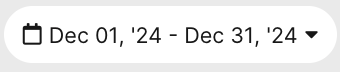 Dec 01, '24 - Dec 31, '24